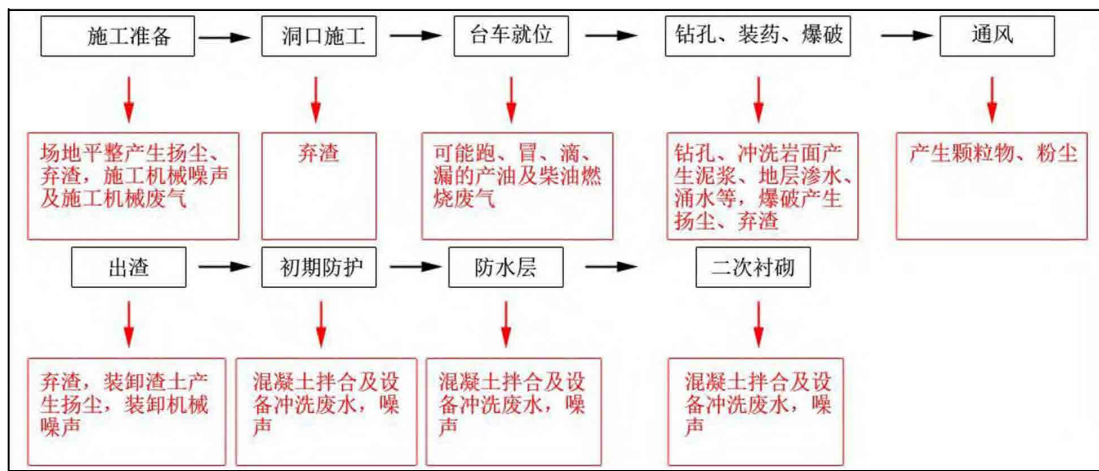 施工准备
洞口施工
台车就位
钻孔、装药、爆破
通风
场地平整产生扬尘、
弃渣，施工机械噪声
及施工机械废气
弃渣
可能跑、冒、滴、
漏的产油及柴油燃
烧废气
钻孔、冲洗岩面产
生泥浆、地层渗水、
涌水等，爆破产生
扬尘、弃渣
产生颗粒物、粉尘
出渣
初期防护
防水层
二次衬砌
弃渣，装卸渣土产
生扬尘，装卸机械
噪声
混凝土拌合及设
备冲洗废水，噪
声
混凝土拌合及设
备冲洗废水，噪
声
混凝土拌合及设
备冲洗废水，噪
声